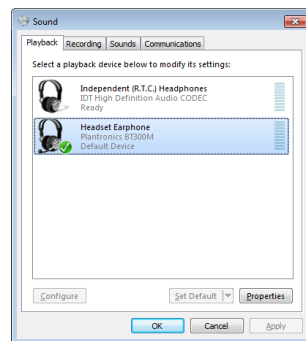 Sound
Playback Recording Sounds Communications
Select a playback device below to modify its settings:
Independent (R.T.C.) Headphones
IDT High Definition Audio CODEC
Ready
Headset Earphone
Plantronics BT300M
Default Device
Configure Set Default Properties
OK Cancel Apply